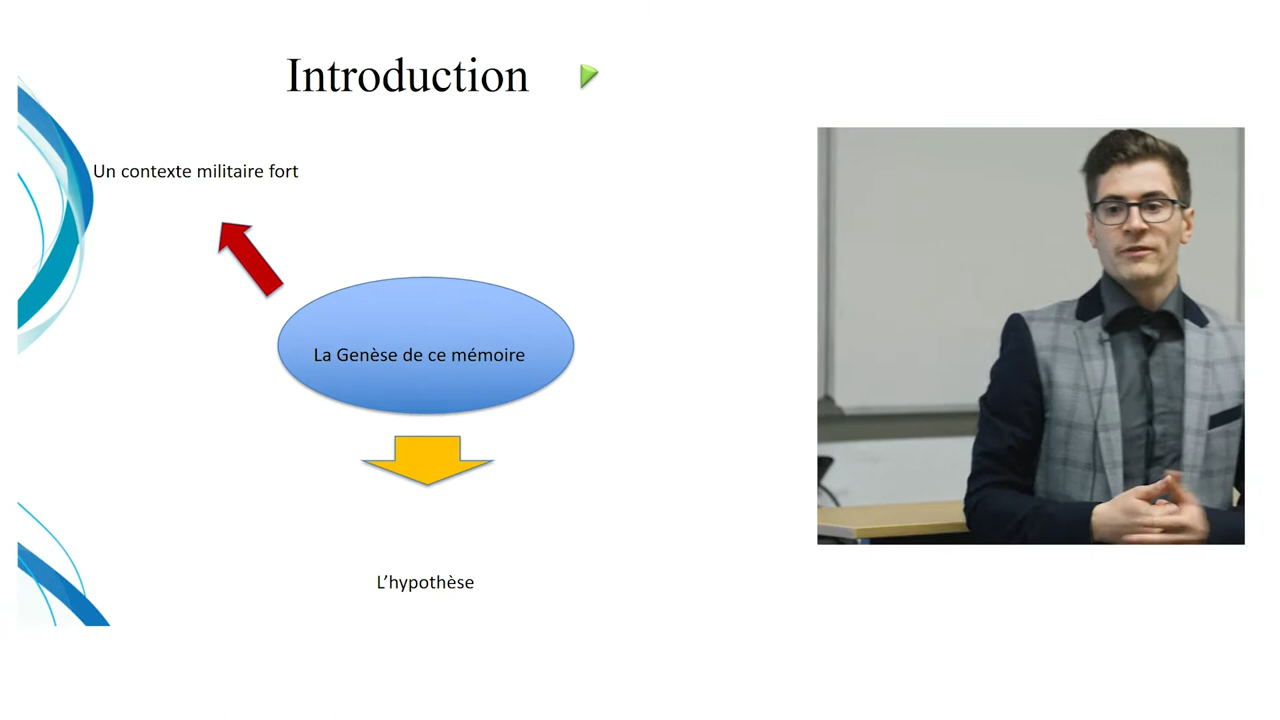 Introduction
Un contexte militaire fort
La Genèse de ce mémoire
L’hypothèse